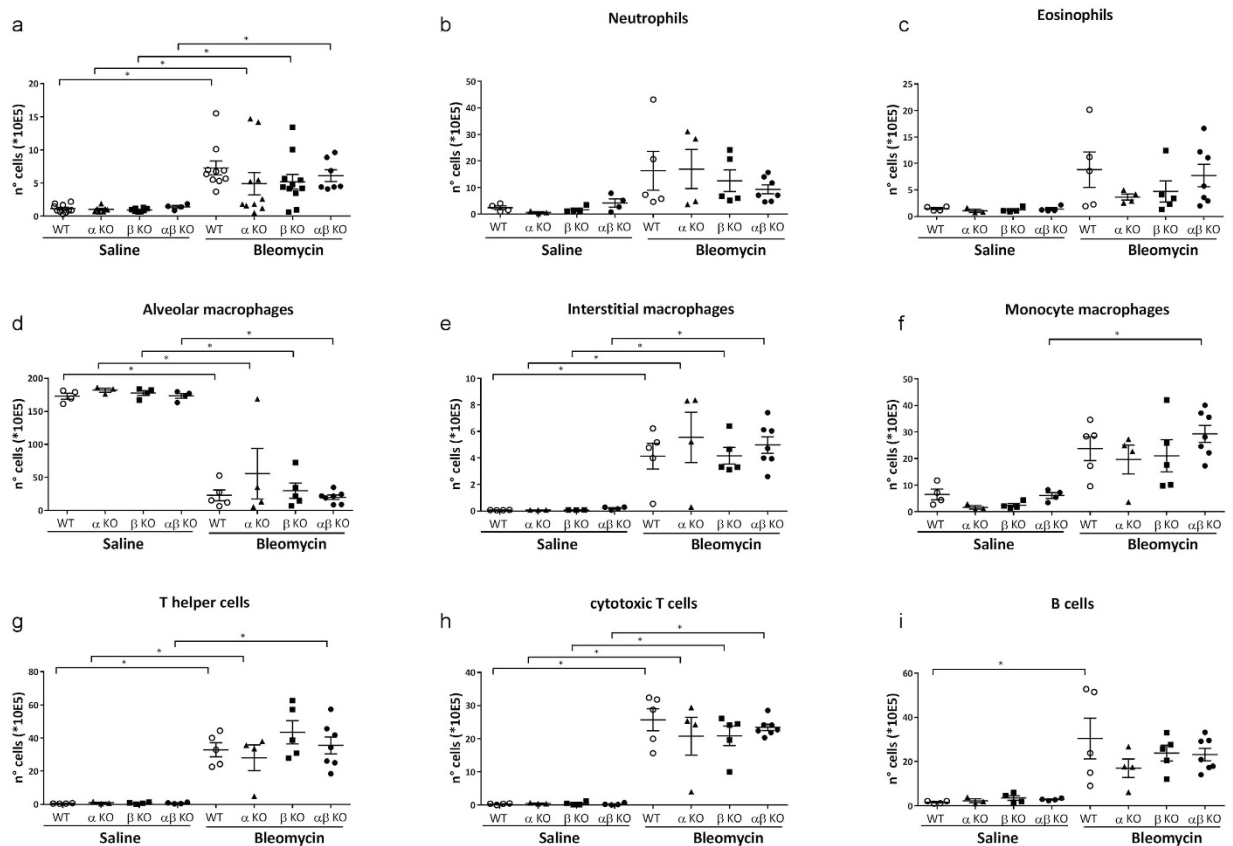 a
* * * *
n° cells (*10E5)
20
15
10
5
0
WT α KO β KO αβ KO WT α KO β KO αβ KO
Saline Bleomycin
b
Neutrophils
n° cells (*10E5)
50
40
30
20
10
0
WT α KO β KO αβ KO WT α KO β KO αβ KO
Saline Bleomycin
c
Eosinophils
n° cells (*10E5)
25
20
15
10
5
0
WT α KO β KO αβ KO WT α KO β KO αβ KO
Saline Bleomycin
d
Alveolar macrophages
* * * *
n° cells (*10E5)
200
150
100
50
0
WT α KO β KO αβ KO WT α KO β KO αβ KO
Saline Bleomycin
e
Interstitial macrophages
* * * *
n° cells (*10E5)
10
8
6
4
2
0
WT α KO β KO αβ KO WT α KO β KO αβ KO
Saline Bleomycin
f
Monocyte macrophages
*
n° cells (*10E5)
50
40
30
20
10
0
WT α KO β KO αβ KO WT α KO β KO αβ KO
Saline Bleomycin
g
T helper cells
* * *
n° cells (*10E5)
80
60
40
20
0
WT α KO β KO αβ KO WT α KO β KO αβ KO
Saline Bleomycin
h
cytotoxic T cells
* * * *
n° cells (*10E5)
40
30
20
10
0
WT α KO β KO αβ KO WT α KO β KO αβ KO
Saline Bleomycin
i
B cells
*
n° cells (*10E5)
60
40
20
0
WT α KO β KO αβ KO WT α KO β KO αβ KO
Saline Bleomycin